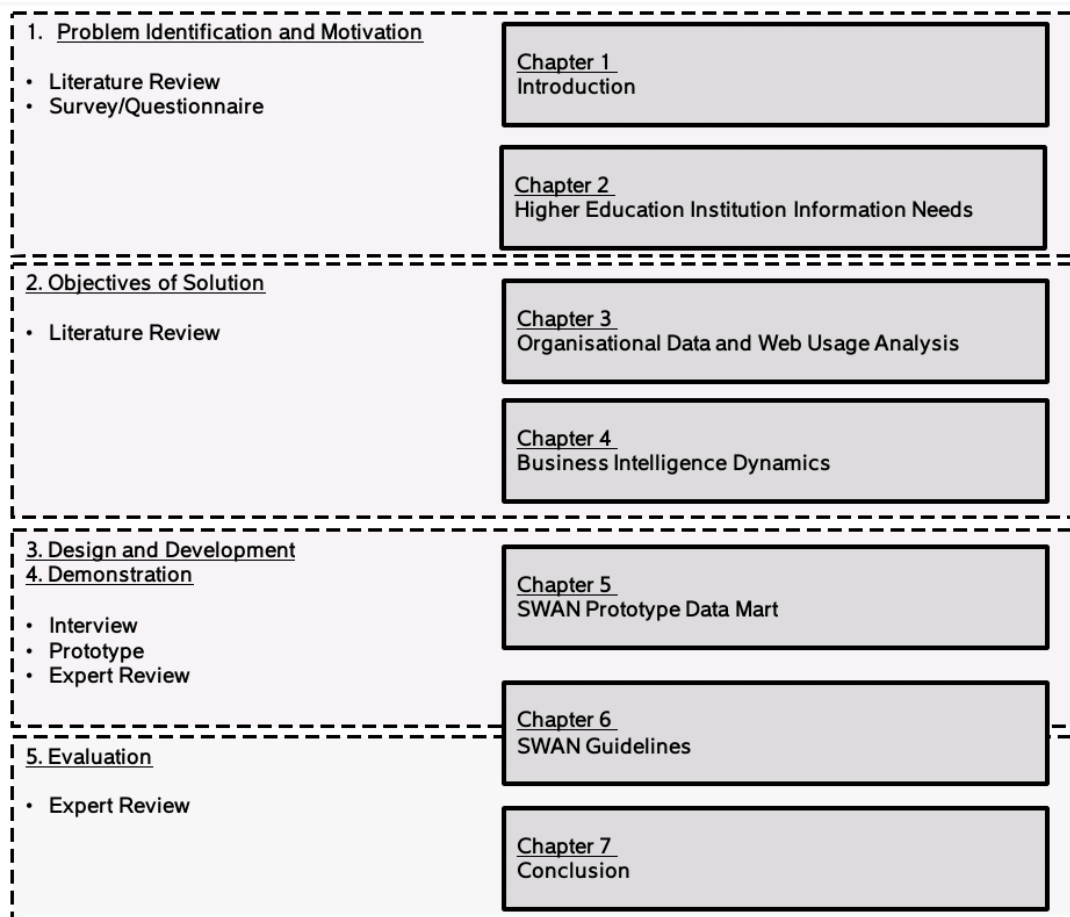 1. Problem Identification and Motivation
• Literature Review
• Survey/Questionnaire
Chapter 1
Introduction
Chapter 2
Higher Education Institution Information Needs
2. Objectives of Solution
• Literature Review
Chapter 3
Organisational Data and Web Usage Analysis
Chapter 4
Business Intelligence Dynamics
3. Design and Development
4. Demonstration
• Interview
• Prototype
• Expert Review
Chapter 5
SWAN Prototype Data Mart
Chapter 6
SWAN Guidelines
5. Evaluation
• Expert Review
Chapter 7
Conclusion